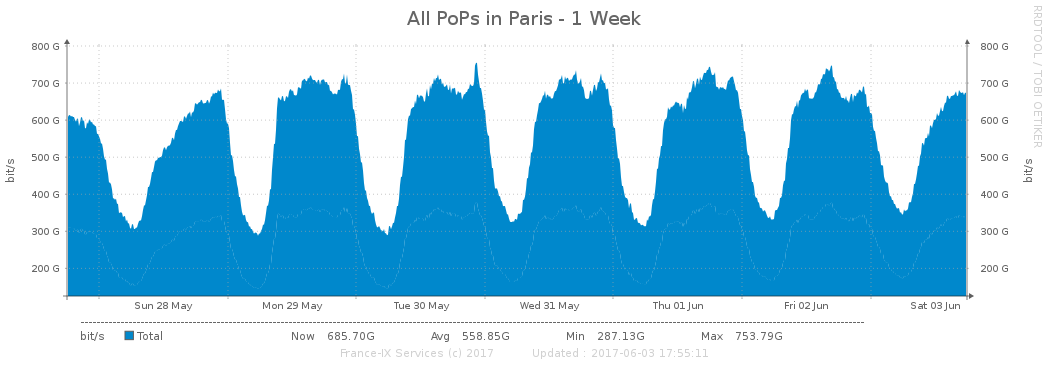 All PoPs in Paris - 1 Week
RRDTOOL / TOBI OETIKER
800 G 800 G
700 G 700 G
600 G 600 G
500 G 500 G
400 G 400 G
300 G 300 G
200 G 200 G
bit/s bit/s
Sun 28 May Mon 29 May Tue 30 May Wed 31 May Thu 01 Jun Fri 02 Jun Sat 03 Jun
bit/s Total Now 685.70G Avg 558.85G Min 287.13G Max 753.79G
France-IX Services (c) 2017 Updated : 2017-06-03 17:55:11